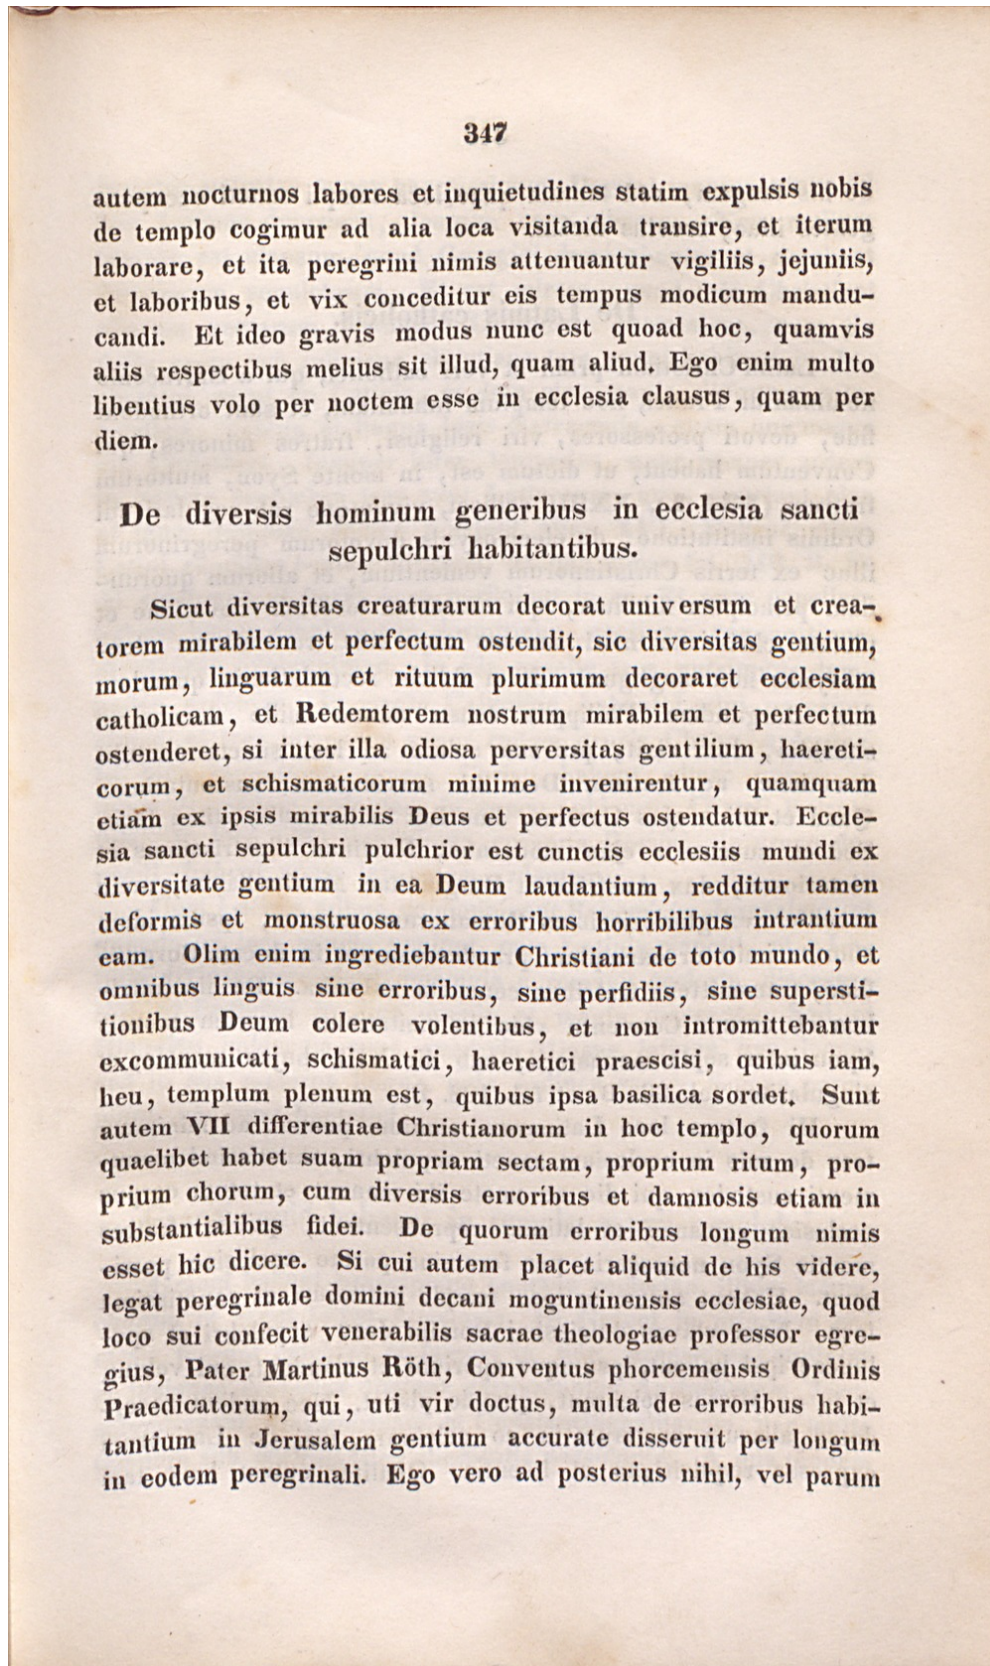 347
autem nocturnos labores et inquietudines statim expulsis nobis
de templo cogimur ad alia loca visitanda transire, et iterum
laborare, et ita peregrini nimis attenuantur vigiliis, jejuniis,
et laboribus, et vix conceditur eis tempus modicum mandu-
candi. Et ideo gravis modus nunc est quoad hoc, quamvis
aliis respectibus melius sit illud, quam aliud. Ego enim multo
libentius volo per noctem esse in ecclesia clausus, quam per
diem.
De diversis hominum generibus in ecclesia sancti
sepulchri habitantibus.
Sicut diversitas creaturarum decorat universum et crea-
torem mirabilem et perfectum ostendit, sic diversitas gentium,
morum, linguarum et rituum plurimum decoraret ecclesiam
catholicam, et Redemtorem nostrum mirabilem et perfectum
ostenderet, si inter illa odiosa perversitas gentilium, haereti-
corum, et schismaticorum minime invenirentur, quamquam
etiam ex ipsis mirabilis Deus et perfectus ostendatur. Eccle-
sia sancti sepulchri pulchrior est cunctis ecclesiis mundi ex
diversitate gentium in ea Deum laudantium, redditur tamen
deformis et monstruosa ex erroribus horribilibus intrantium
eam. Olim enim ingrediebantur Christiani de toto mundo, et
omnibus linguis sine erroribus, sine perfidiis, sine supersti-
tionibus Deum colere volentibus, et non intromittebantur
excommunicati, schismatici, haeretici praescisi, quibus iam,
heu, templum plenum est, quibus ipsa basilica sordet. Sunt
autem VII differentiae Christianorum in hoc templo, quorum
quaelibet habet suam propriam sectam, proprium ritum, pro-
prium chorum, cum diversis erroribus et damnosis etiam in
substantialibus fidei. De quorum erroribus longum nimis
esset hic dicere. Si cui autem placet aliquid de his videre,
legat peregrinale domini decani moguntinensis ecclesiae, quod
loco sui confecit venerabilis sacrae theologiae professor egre-
gius, Pater Martinus Röth, Conventus phorcemensis Ordinis
Praedicatorum, qui, uti vir doctus, multa de erroribus habi-
tantium in Jerusalem gentium accurate disseruit per longum
in eodem peregrinali. Ego vero ad posterius nihil, vel parum